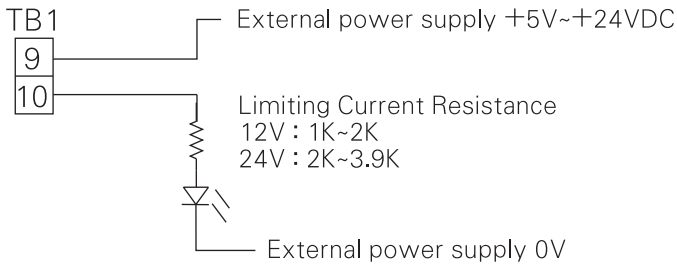 TB1
External power supply +5V~+24VDC
9
10
Limiting Current Resistance
12V : 1K~2K
24V : 2K~3.9K
External power supply 0V